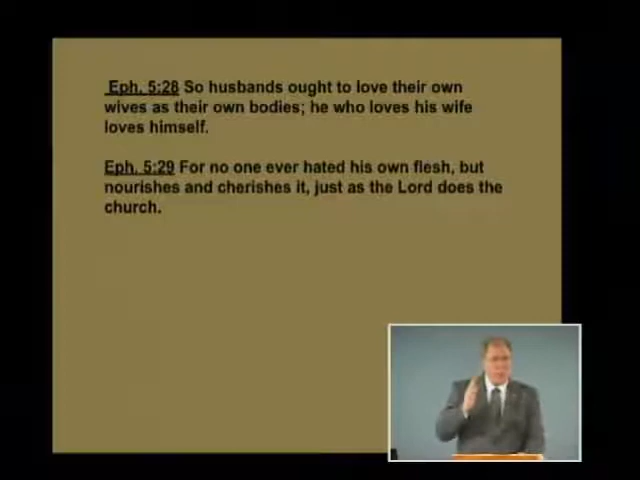 Eph. 5:28 So husbands ought to love their own
wives as their own bodies; he who loves his wife
loves himself.
Eph. 5:29 For no one ever hated his own flesh, but
nourishes and cherishes it, just as the Lord does the
church.